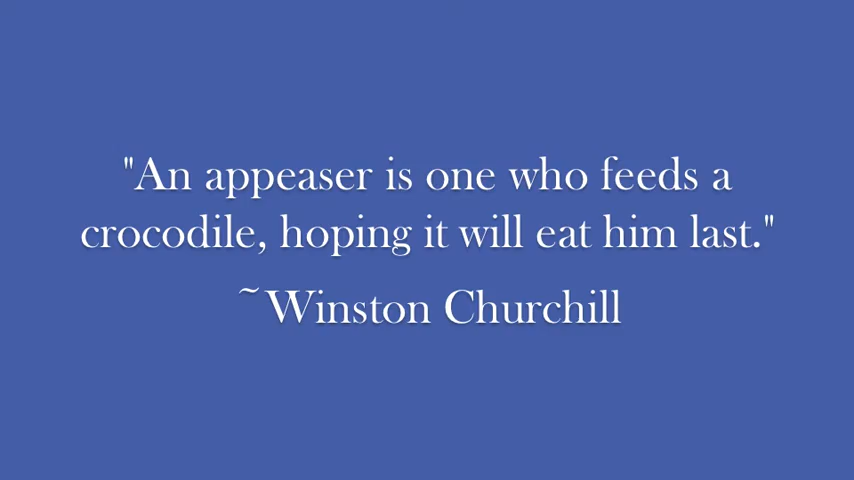 "An appeaser is one who feeds a
crocodile, hoping it will eat him last."
~Winston Churchill